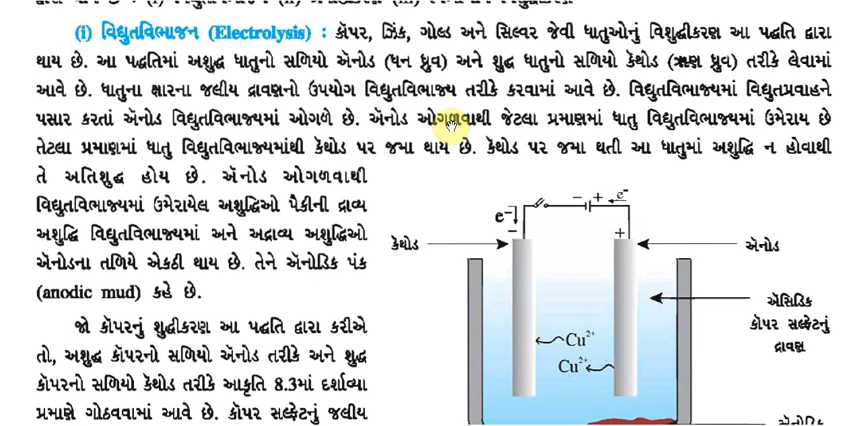 (i) વિદ્યુતવિભાજન (Electrolysis) : કૉપર, ઝિંક, ગોલ્ડ અને સિલ્વર જેવી ધાતુઓનું વિશુદ્ધીકરણ આ પદ્ધતિ દ્વારા
થાય છે. આ પદ્ધતિમાં અશુદ્ધ ધાતુનો સળિયો ઍનોડ (ધન ધ્રુવ) અને શુદ્ધ ધાતુનો સળિયો કૅથોડ (ઋણ ધ્રુવ) તરીકે લેવામાં
આવે છે. ધાતુના ક્ષારના જલીય દ્રાવણનો ઉપયોગ વિદ્યુતવિભાજ્ય તરીકે કરવામાં આવે છે. વિદ્યુતવિભાજ્યમાં વિદ્યુતપ્રવાહને
પસાર કરતાં ઍનોડ વિદ્યુતવિભાજ્યમાં ઓગળે છે. ઍનોડ ઓગળવાથી જેટલા પ્રમાણમાં ધાતુ વિદ્યુતવિભાજ્યમાં ઉમેરાય છે
તેટલા પ્રમાણમાં ધાતુ વિદ્યુતવિભાજ્યમાંથી કૅથોડ પર જમા થાય છે. કૅથોડ પર જમા થતી આ ધાતુમાં અશુદ્ધિ ન હોવાથી
તે અતિશુદ્ધ હોય છે. ઍનોડ ઓગળવાથી
વિદ્યુતવિભાજ્યમાં ઉમેરાયેલ અશુદ્ધિઓ પૈકીની દ્રાવ્ય
અશુદ્ધિ વિદ્યુતવિભાજ્યમાં અને અદ્રાવ્ય અશુદ્ધિઓ
ઍનોડના તળિયે એકઠી થાય છે. તેને ઍનોડિક પંક
(anodic mud) કહે છે.
જો કૉપરનું શુદ્ધીકરણ આ પદ્ધતિ દ્વારા કરીએ
તો, અશુદ્ધ કૉપરનો સળિયો ઍનોડ તરીકે અને શુદ્ધ
કૉપરનો સળિયો કૅથોડ તરીકે આકૃતિ 8.3માં દર્શાવ્યા
પ્રમાણે ગોઠવવામાં આવે છે. કૉપર સલ્ફેટનું જલીય
− + e⁻
e⁻
− +
કૅથોડ
ઍનોડ
ઍસિડિક
કૉપર સલ્ફેટનું
દ્રાવણ
Cu²⁺
Cu²⁺